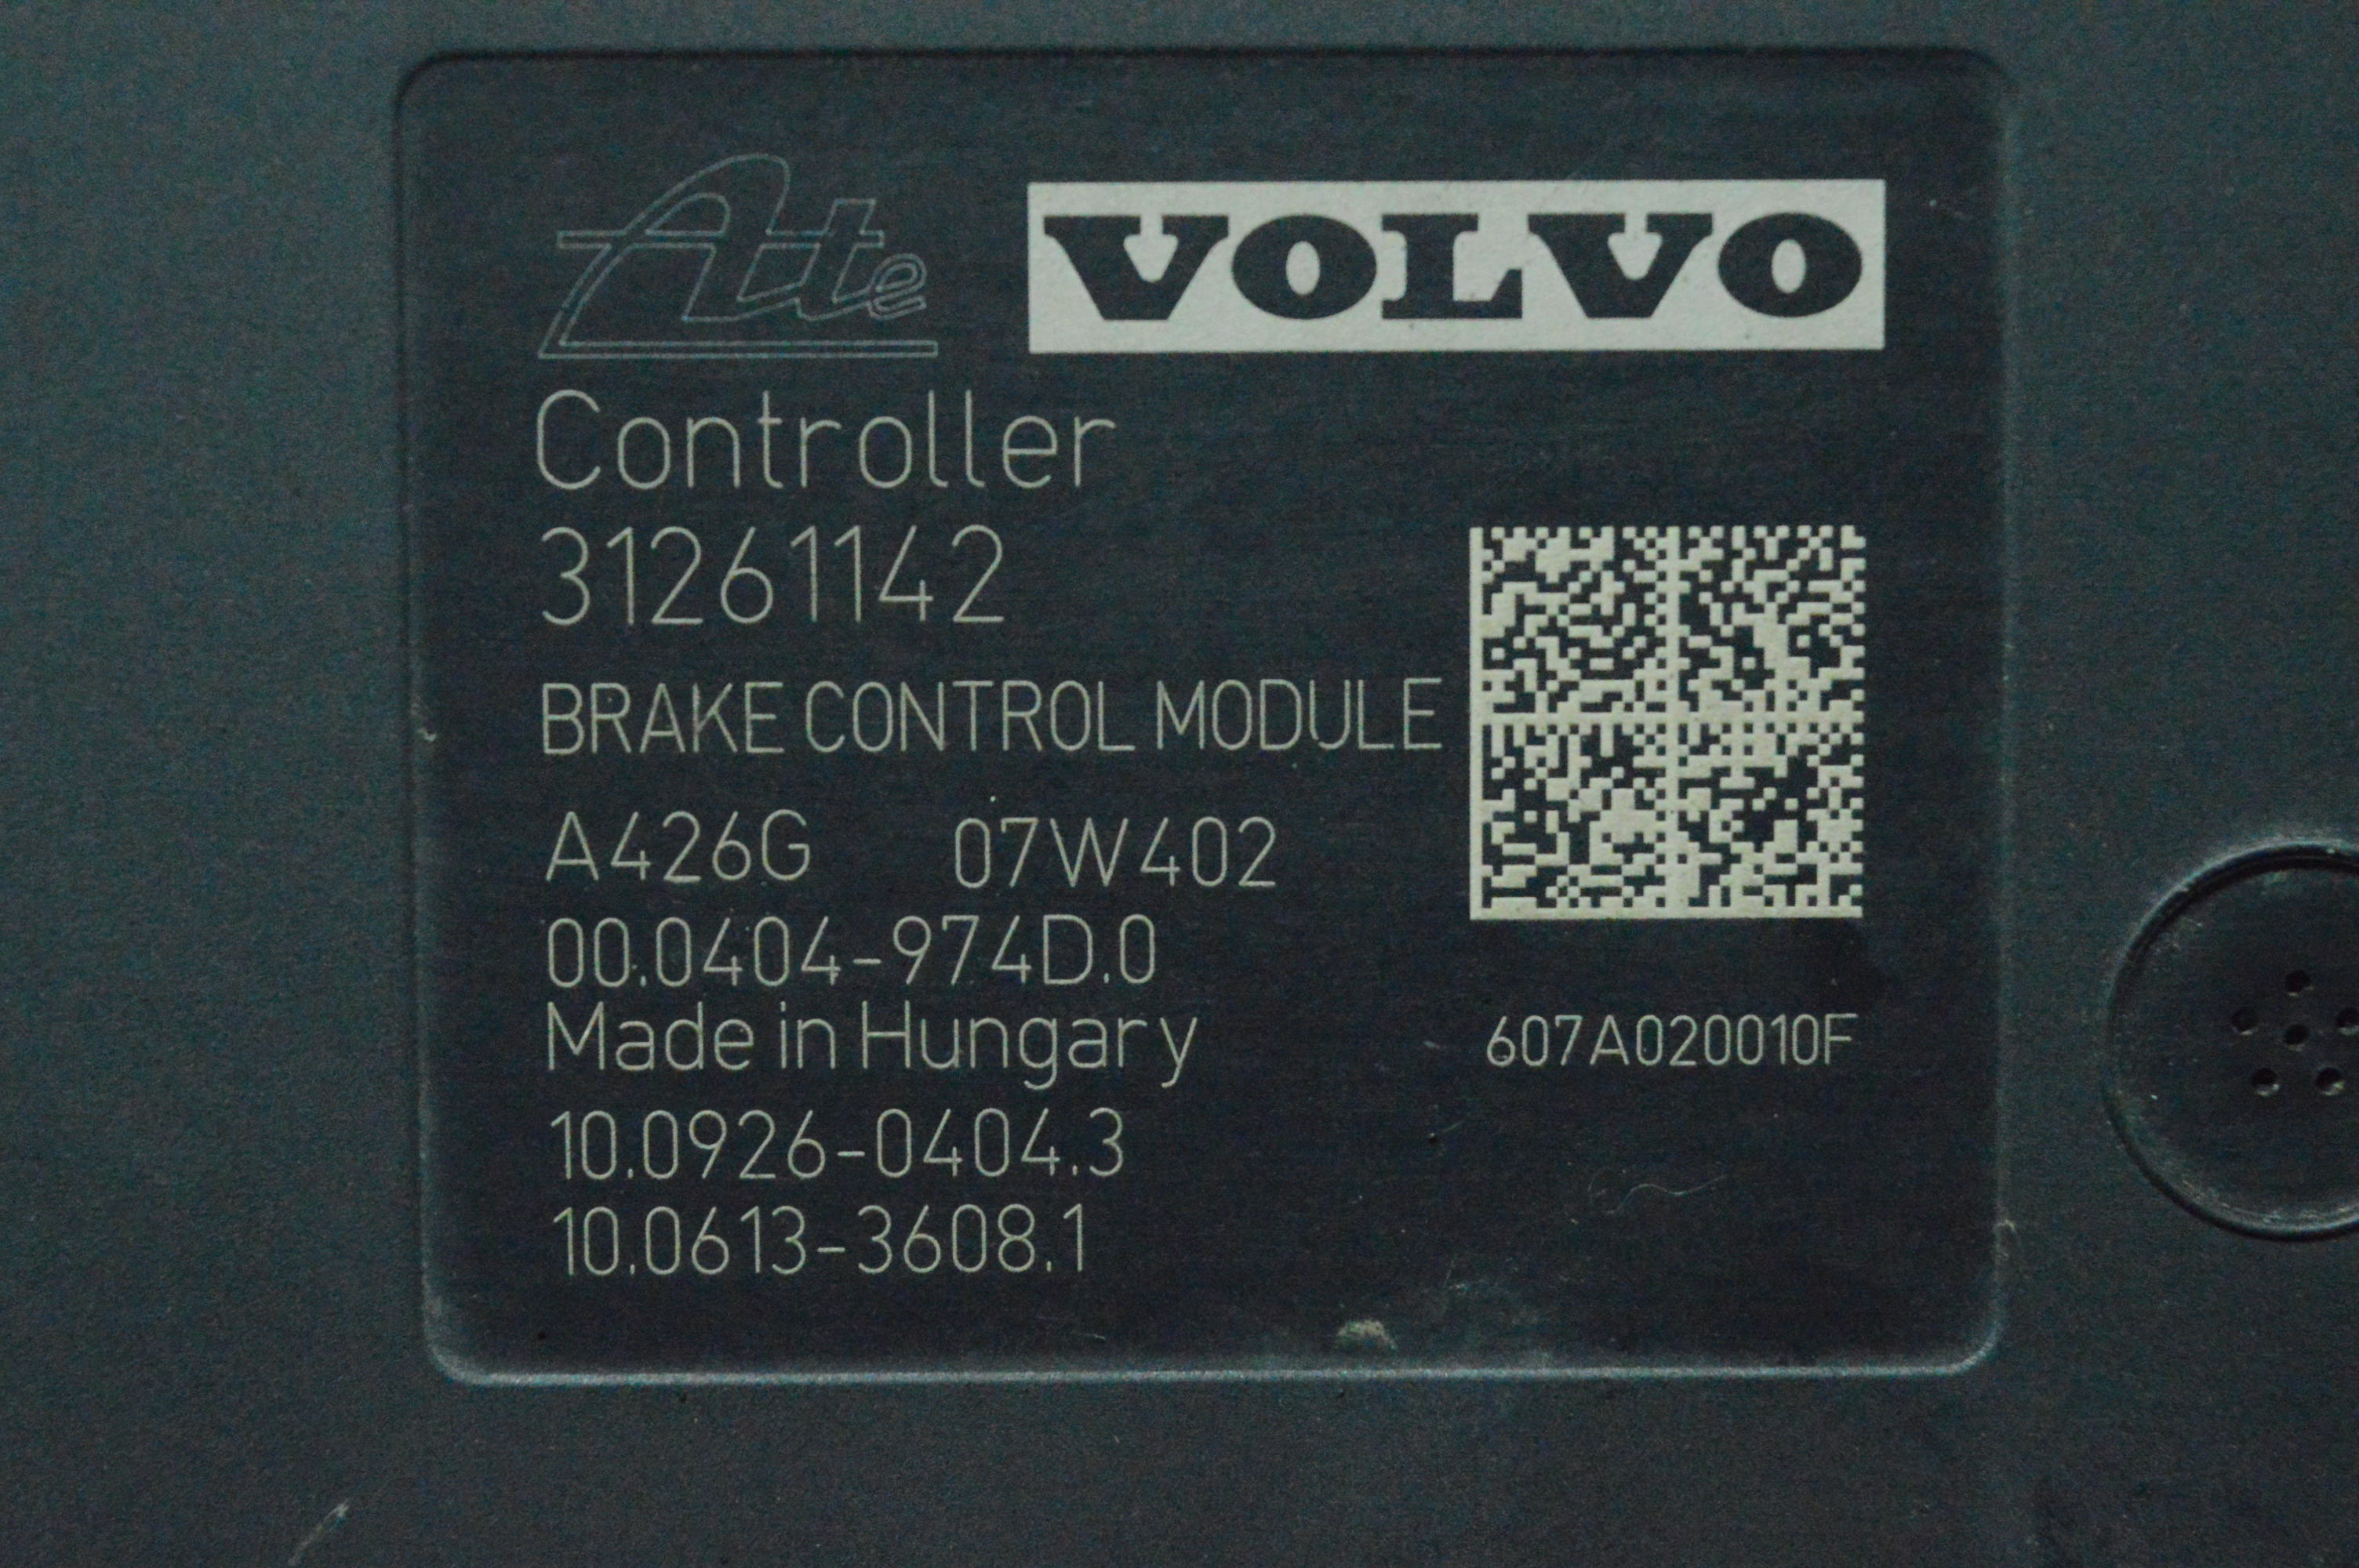 Ate VOLVO
Controller
31261142
BRAKE CONTROL MODULE
A426G 07W402
00.0404-974D.0
Made in Hungary
607A020010F
10.0926-0404.3
10.0613-3608.1